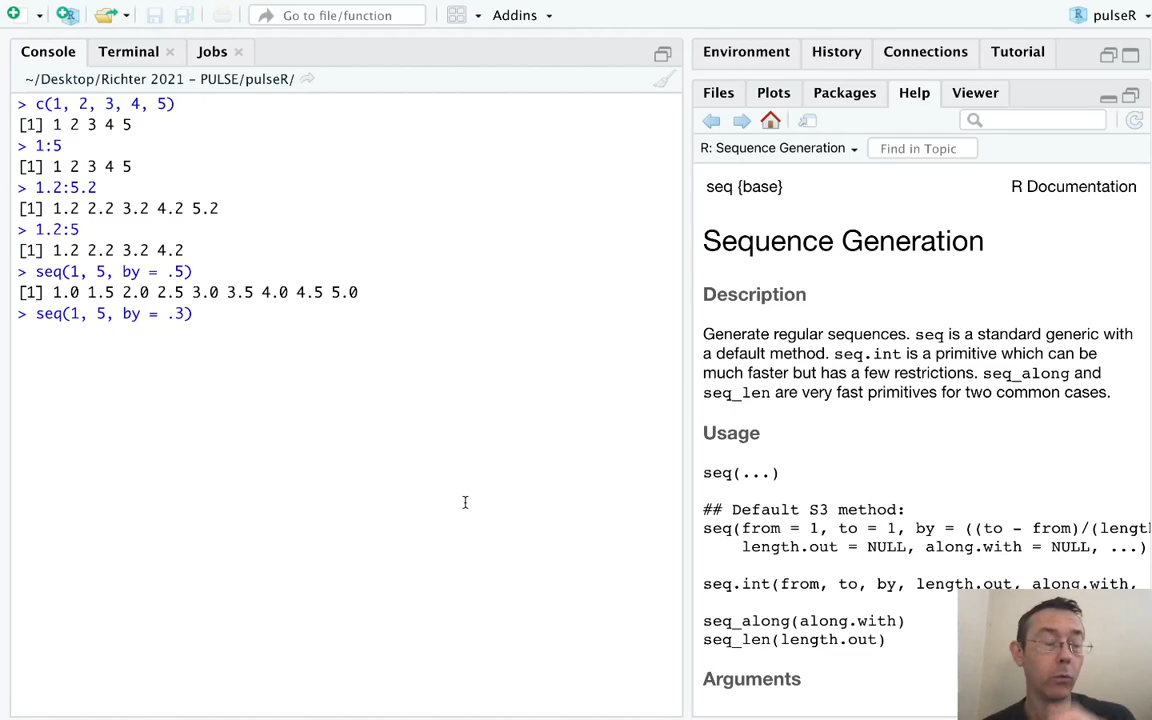 Go to file/function
Addins
pulseR
Console Terminal Jobs
~/Desktop/Richter 2021 - PULSE/pulseR/
> c(1, 2, 3, 4, 5)
[1] 1 2 3 4 5
> 1:5
[1] 1 2 3 4 5
> 1.2:5.2
[1] 1.2 2.2 3.2 4.2 5.2
> 1.2:5
[1] 1.2 2.2 3.2 4.2
> seq(1, 5, by = .5)
[1] 1.0 1.5 2.0 2.5 3.0 3.5 4.0 4.5 5.0
> seq(1, 5, by = .3)
Environment History Connections Tutorial
Files Plots Packages Help Viewer
R: Sequence Generation Find in Topic
seq {base} R Documentation
Sequence Generation
Description
Generate regular sequences. seq is a standard generic with
a default method. seq.int is a primitive which can be
much faster but has a few restrictions. seq_along and
seq_len are very fast primitives for two common cases.
Usage
seq(...)
## Default S3 method:
seq(from = 1, to = 1, by = ((to - from)/(lengt
length.out = NULL, along.with = NULL, ...)
seq.int(from, to, by, length.out, along.with,
seq_along(along.with)
seq_len(length.out)
Arguments